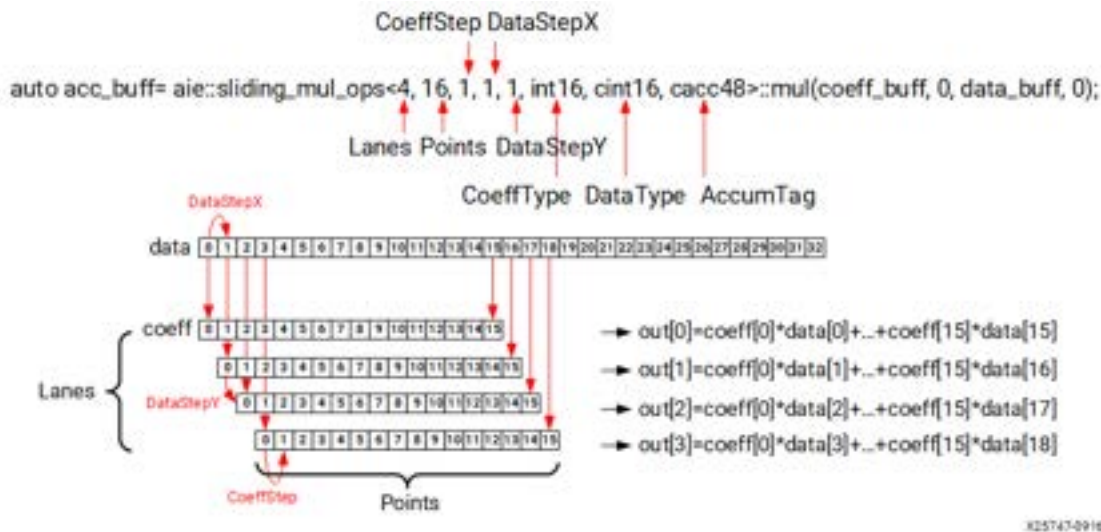 CoeffStep DataStepX
auto acc_buff= aie::sliding_mul_ops<4, 16, 1, 1, 1, int16, cint16, cacc48>::mul(coeff_buff, 0, data_buff, 0);
Lanes Points DataStepY
CoeffType DataType AccumTag
DataStepX
data 0 1 2 3 4 5 6 7 8 9 10 11 12 13 14 15 16 17 18 19 20 21 22 23 24 25 26 27 28 29 30 31 32
coeff 0 1 2 3 4 5 6 7 8 9 10 11 12 13 14 15 out[0]=coeff[0]*data[0]+...+coeff[15]*data[15]
0 1 2 3 4 5 6 7 8 9 10 11 12 13 14 15 out[1]=coeff[0]*data[1]+...+coeff[15]*data[16]
Lanes
DataStepY 0 1 2 3 4 5 6 7 8 9 10 11 12 13 14 15 out[2]=coeff[0]*data[2]+...+coeff[15]*data[17]
0 1 2 3 4 5 6 7 8 9 10 11 12 13 14 15 out[3]=coeff[0]*data[3]+...+coeff[15]*data[18]
CoeffStep
Points
X25747-0916